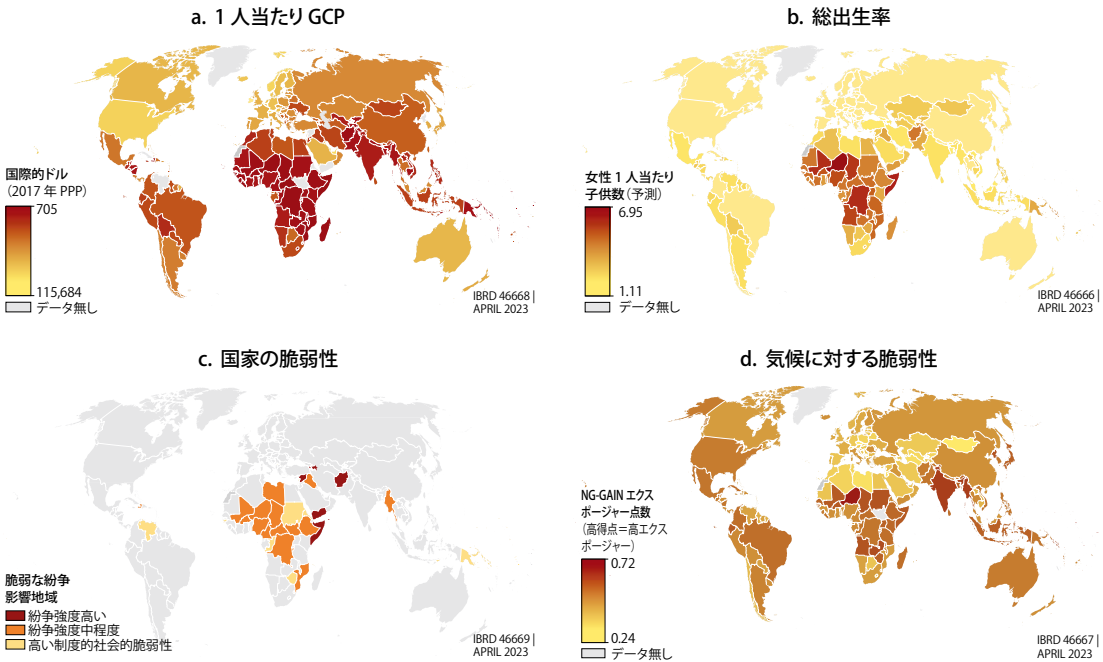 a. 1 人当たり GCP
国際的ドル
（2017 年 PPP）
705
115,684
データ無し
IBRD 46668 |
APRIL 2023
b. 総出生率
女性 1 人当たり
子供数（予測）
6.95
1.11
データ無し
IBRD 46666 |
APRIL 2023
c. 国家の脆弱性
脆弱な紛争
影響地域
紛争強度高い
紛争強度中程度
高い制度的社会的脆弱性
IBRD 46669 |
APRIL 2023
d. 気候に対する脆弱性
NG-GAIN エクス
ポージャー点数
（高得点＝高エクス
ポージャー）
0.72
0.24
データ無し
IBRD 46667 |
APRIL 2023